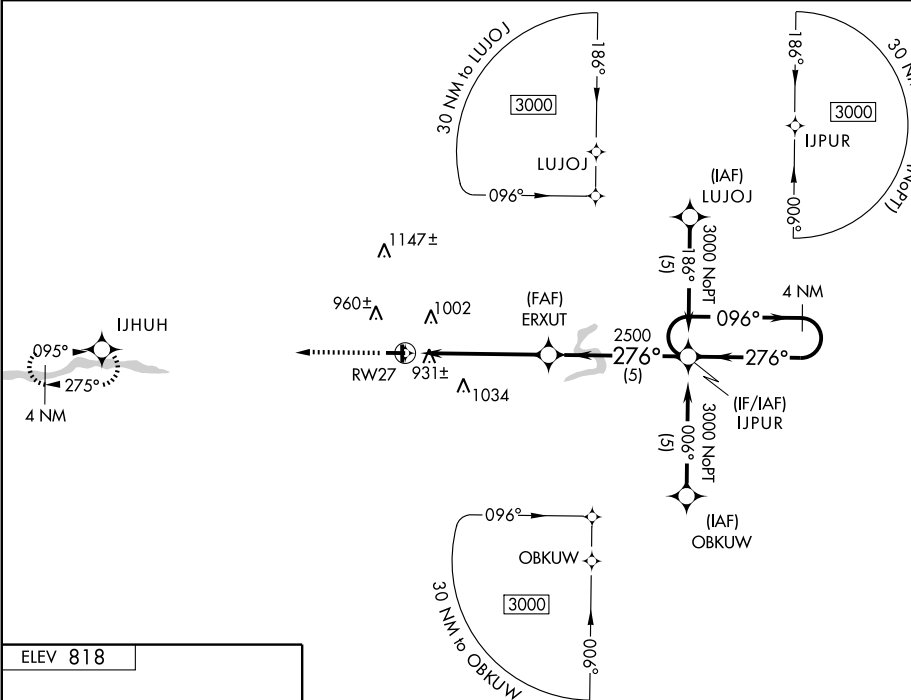 30 NM to LUJOJ
186°
3000
LUJOJ
096°
186°
30 NM
3000
IJPUR
006°
(NoPT)
(IAF)
LUJOJ
3000 NoPT
186°
(5)
1147±
960±
1002
(FAF)
ERXUT
096°
4 NM
IJHUH
095°
275°
4 NM
RW27
931±
1034
2500
276°
(5)
276°
(IF/IAF)
IJPUR
3000 NoPT
006°
(5)
(IAF)
OBKUW
096°
OBKUW
3000
30 NM to OBKUW
006°
ELEV 818